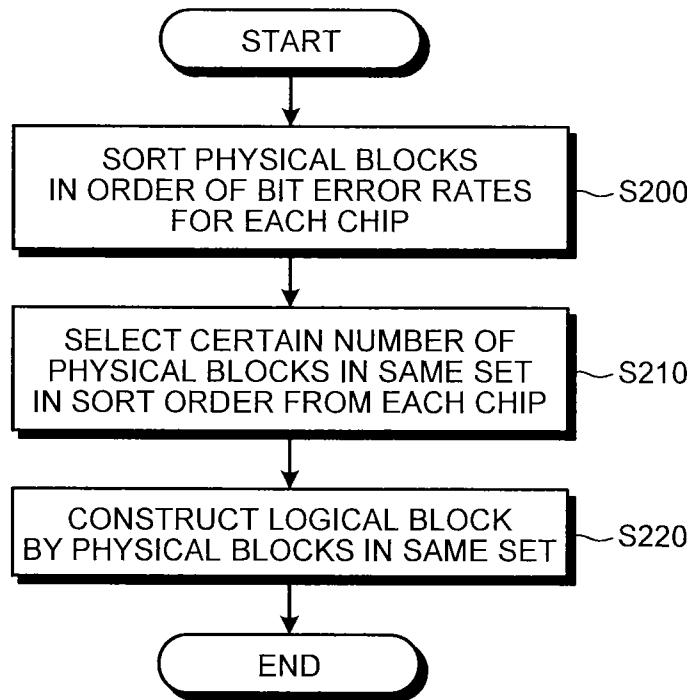 START
SORT PHYSICAL BLOCKS
IN ORDER OF BIT ERROR RATES
FOR EACH CHIP
S200
SELECT CERTAIN NUMBER OF
PHYSICAL BLOCKS IN SAME SET
IN SORT ORDER FROM EACH CHIP
S210
CONSTRUCT LOGICAL BLOCK
BY PHYSICAL BLOCKS IN SAME SET
S220
END